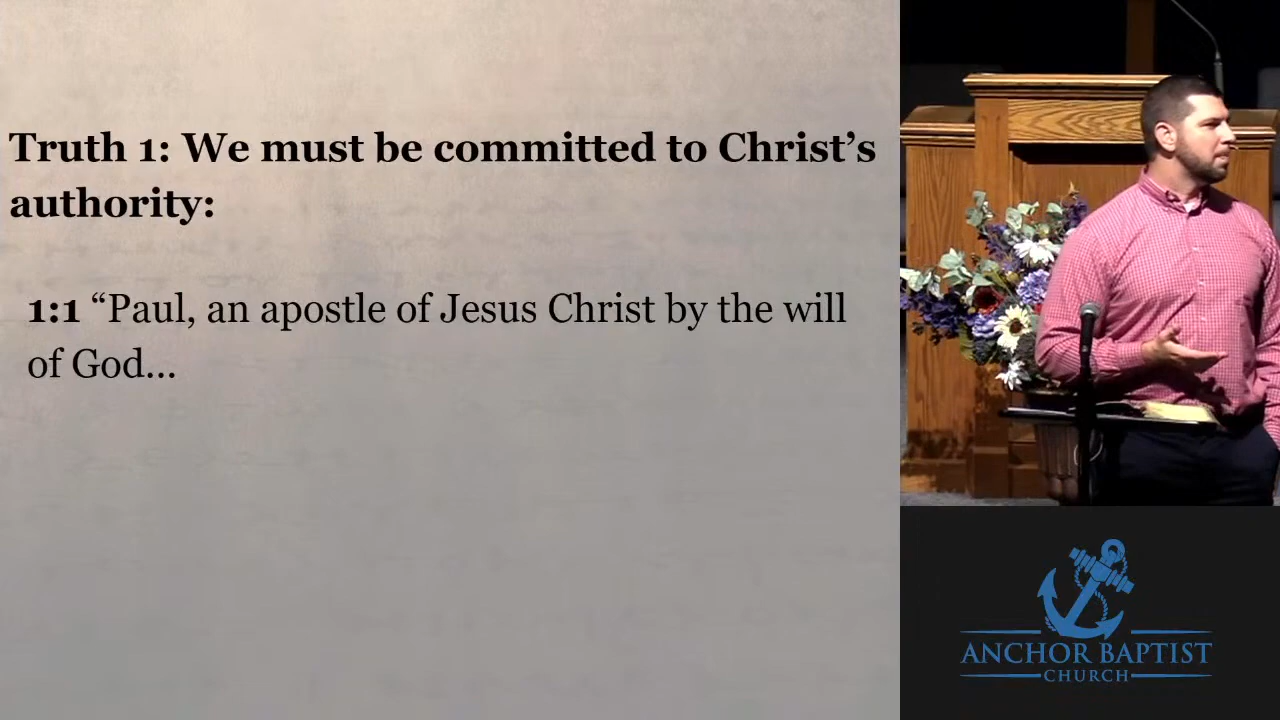 Truth 1: We must be committed to Christ’s
authority:
1:1 “Paul, an apostle of Jesus Christ by the will
of God...
ANCHOR BAPTIST
CHURCH